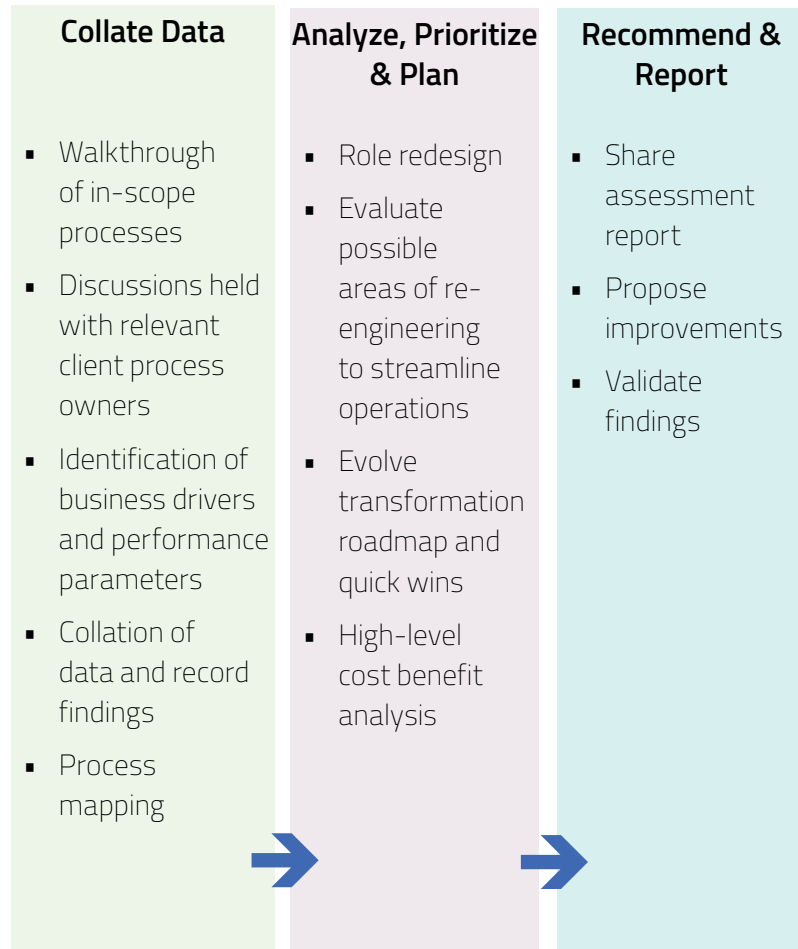 Collate Data
▪ Walkthrough
of in-scope
processes
▪ Discussions held
with relevant
client process
owners
▪ Identification of
business drivers
and performance
parameters
▪ Collation of
data and record
findings
▪ Process
mapping
Analyze, Prioritize
& Plan
▪ Role redesign
▪ Evaluate
possible
areas of re-
engineering
to streamline
operations
▪ Evolve
transformation
roadmap and
quick wins
▪ High-level
cost benefit
analysis
Recommend &
Report
▪ Share
assessment
report
▪ Propose
improvements
▪ Validate
findings